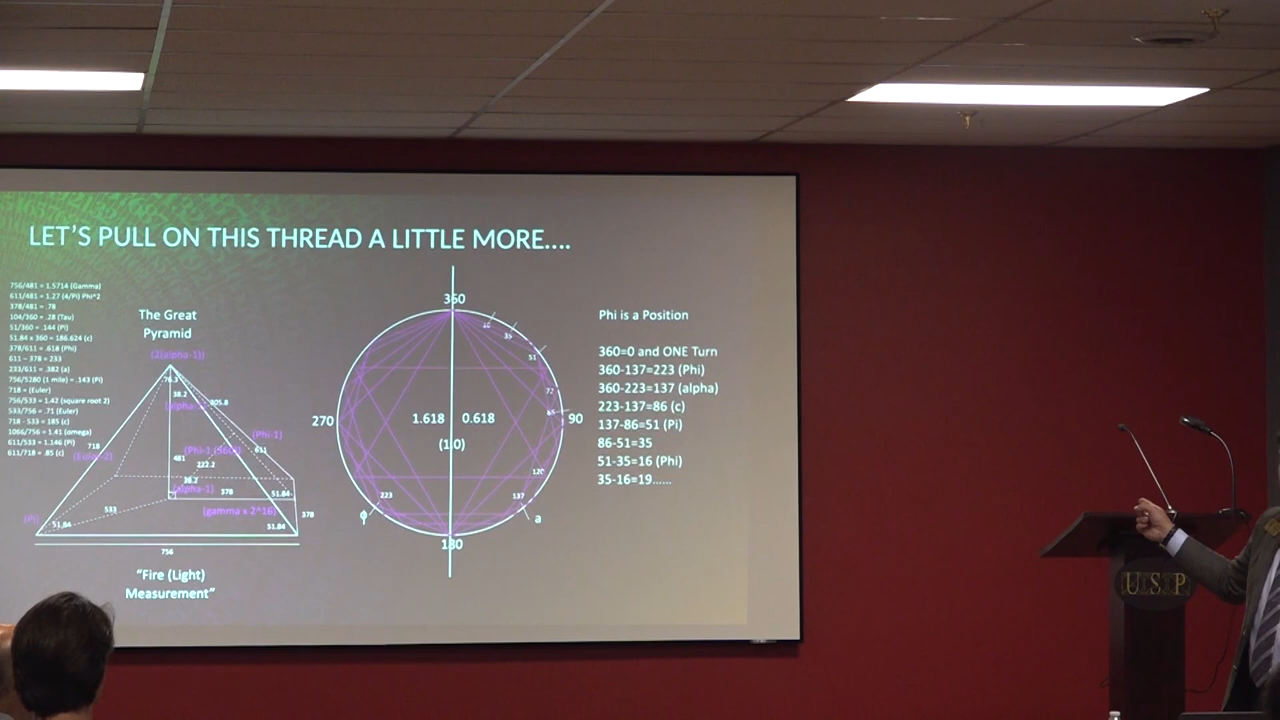 LET'S PULL ON THIS THREAD A LITTLE MORE....
756/481 = 1.5714 (Gamma)
611/481 = 1.27 (4/Pi) Phi^2
378/481 = .78
104/360 = .28 (Tau)
51/360 = .144 (Pi)
51.84 x 360 = 186.624 (c)
378/611 = .618 (Phi)
611 - 378 = 233
233/611 = .382 (a)
756/5280 (1 mile) = .143 (Pi)
718 = (Euler)
756/533 = 1.42 (square root 2)
533/756 = .71 (Euler)
718 - 533 = 185 (c)
1066/756 = 1.41 (omega)
611/533 = 1.146 (Pi)
611/718 = .85 (c)
The Great
Pyramid
(2(alpha-1))
76.3
38.2
(alpha-1)
205.8
(Phi-1)
611
718
481
222.2
38.2
(alpha-1)
378
51.84
533
(gamma x 2^16)
378
(Pi)
51.84
51.84
756
"Fire (Light)
Measurement"
360
16
35
51
77
270
1.618
0.618
90
(1.0)
120
223
137
ϕ
a
180
Phi is a Position
360=0 and ONE Turn
360-137=223 (Phi)
360-223=137 (alpha)
223-137=86 (c)
137-86=51 (Pi)
86-51=35
51-35=16 (Phi)
35-16=19......
USP